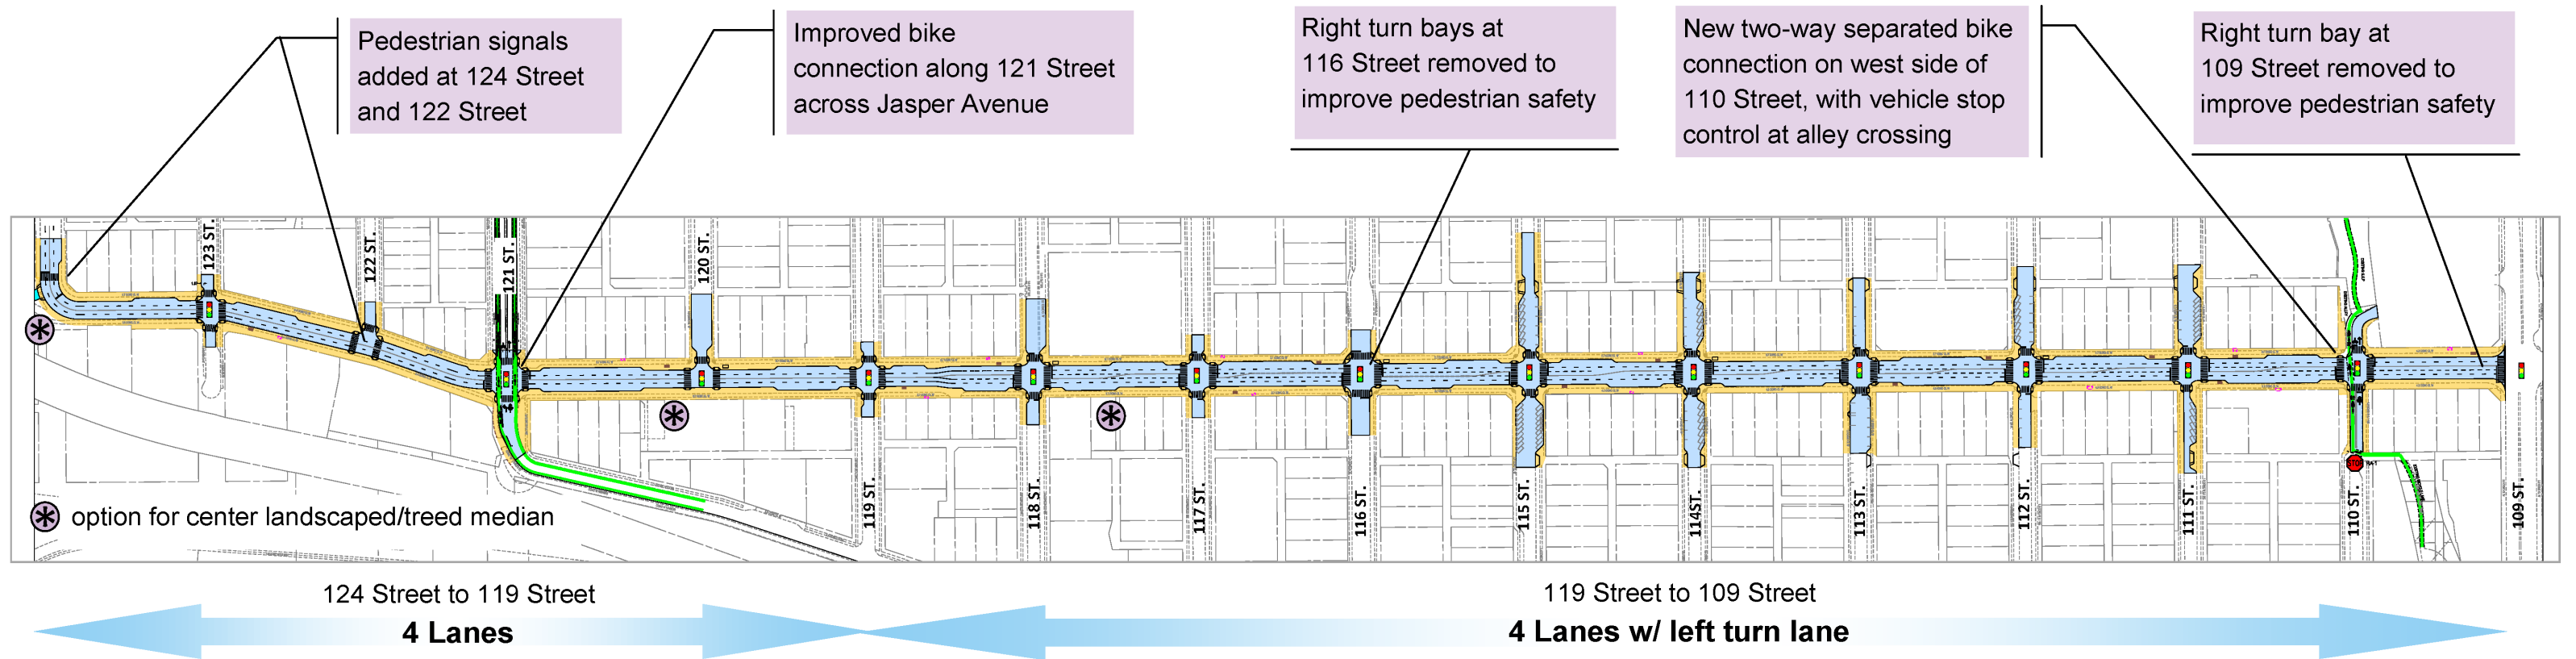 Pedestrian signals
added at 124 Street
and 122 Street
Improved bike
connection along 121 Street
across Jasper Avenue
Right turn bays at
116 Street removed to
improve pedestrian safety
New two-way separated bike
connection on west side of
110 Street, with vehicle stop
control at alley crossing
Right turn bay at
109 Street removed to
improve pedestrian safety
123 ST.
122 ST.
121 ST.
120 ST.
119 ST.
118 ST.
117 ST.
116 ST.
115 ST.
114ST.
113 ST.
112 ST.
111 ST.
110 ST.
109 ST.
option for center landscaped/treed median
124 Street to 119 Street
4 Lanes
119 Street to 109 Street
4 Lanes w/ left turn lane